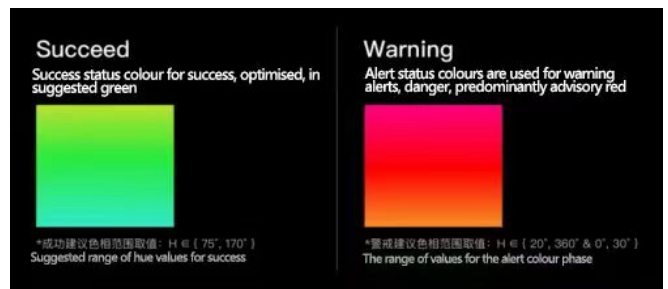 Succeed
Success status colour for success, optimised, in
suggested green
*成功建议色相范围取值：H ∈ { 75°, 170° }
Suggested range of hue values for success
Warning
Alert status colours are used for warning
alerts, danger, predominantly advisory red
*警戒建议色相范围取值：H ∈ { 20°, 360° & 0°, 30° }
The range of values for the alert colour phase